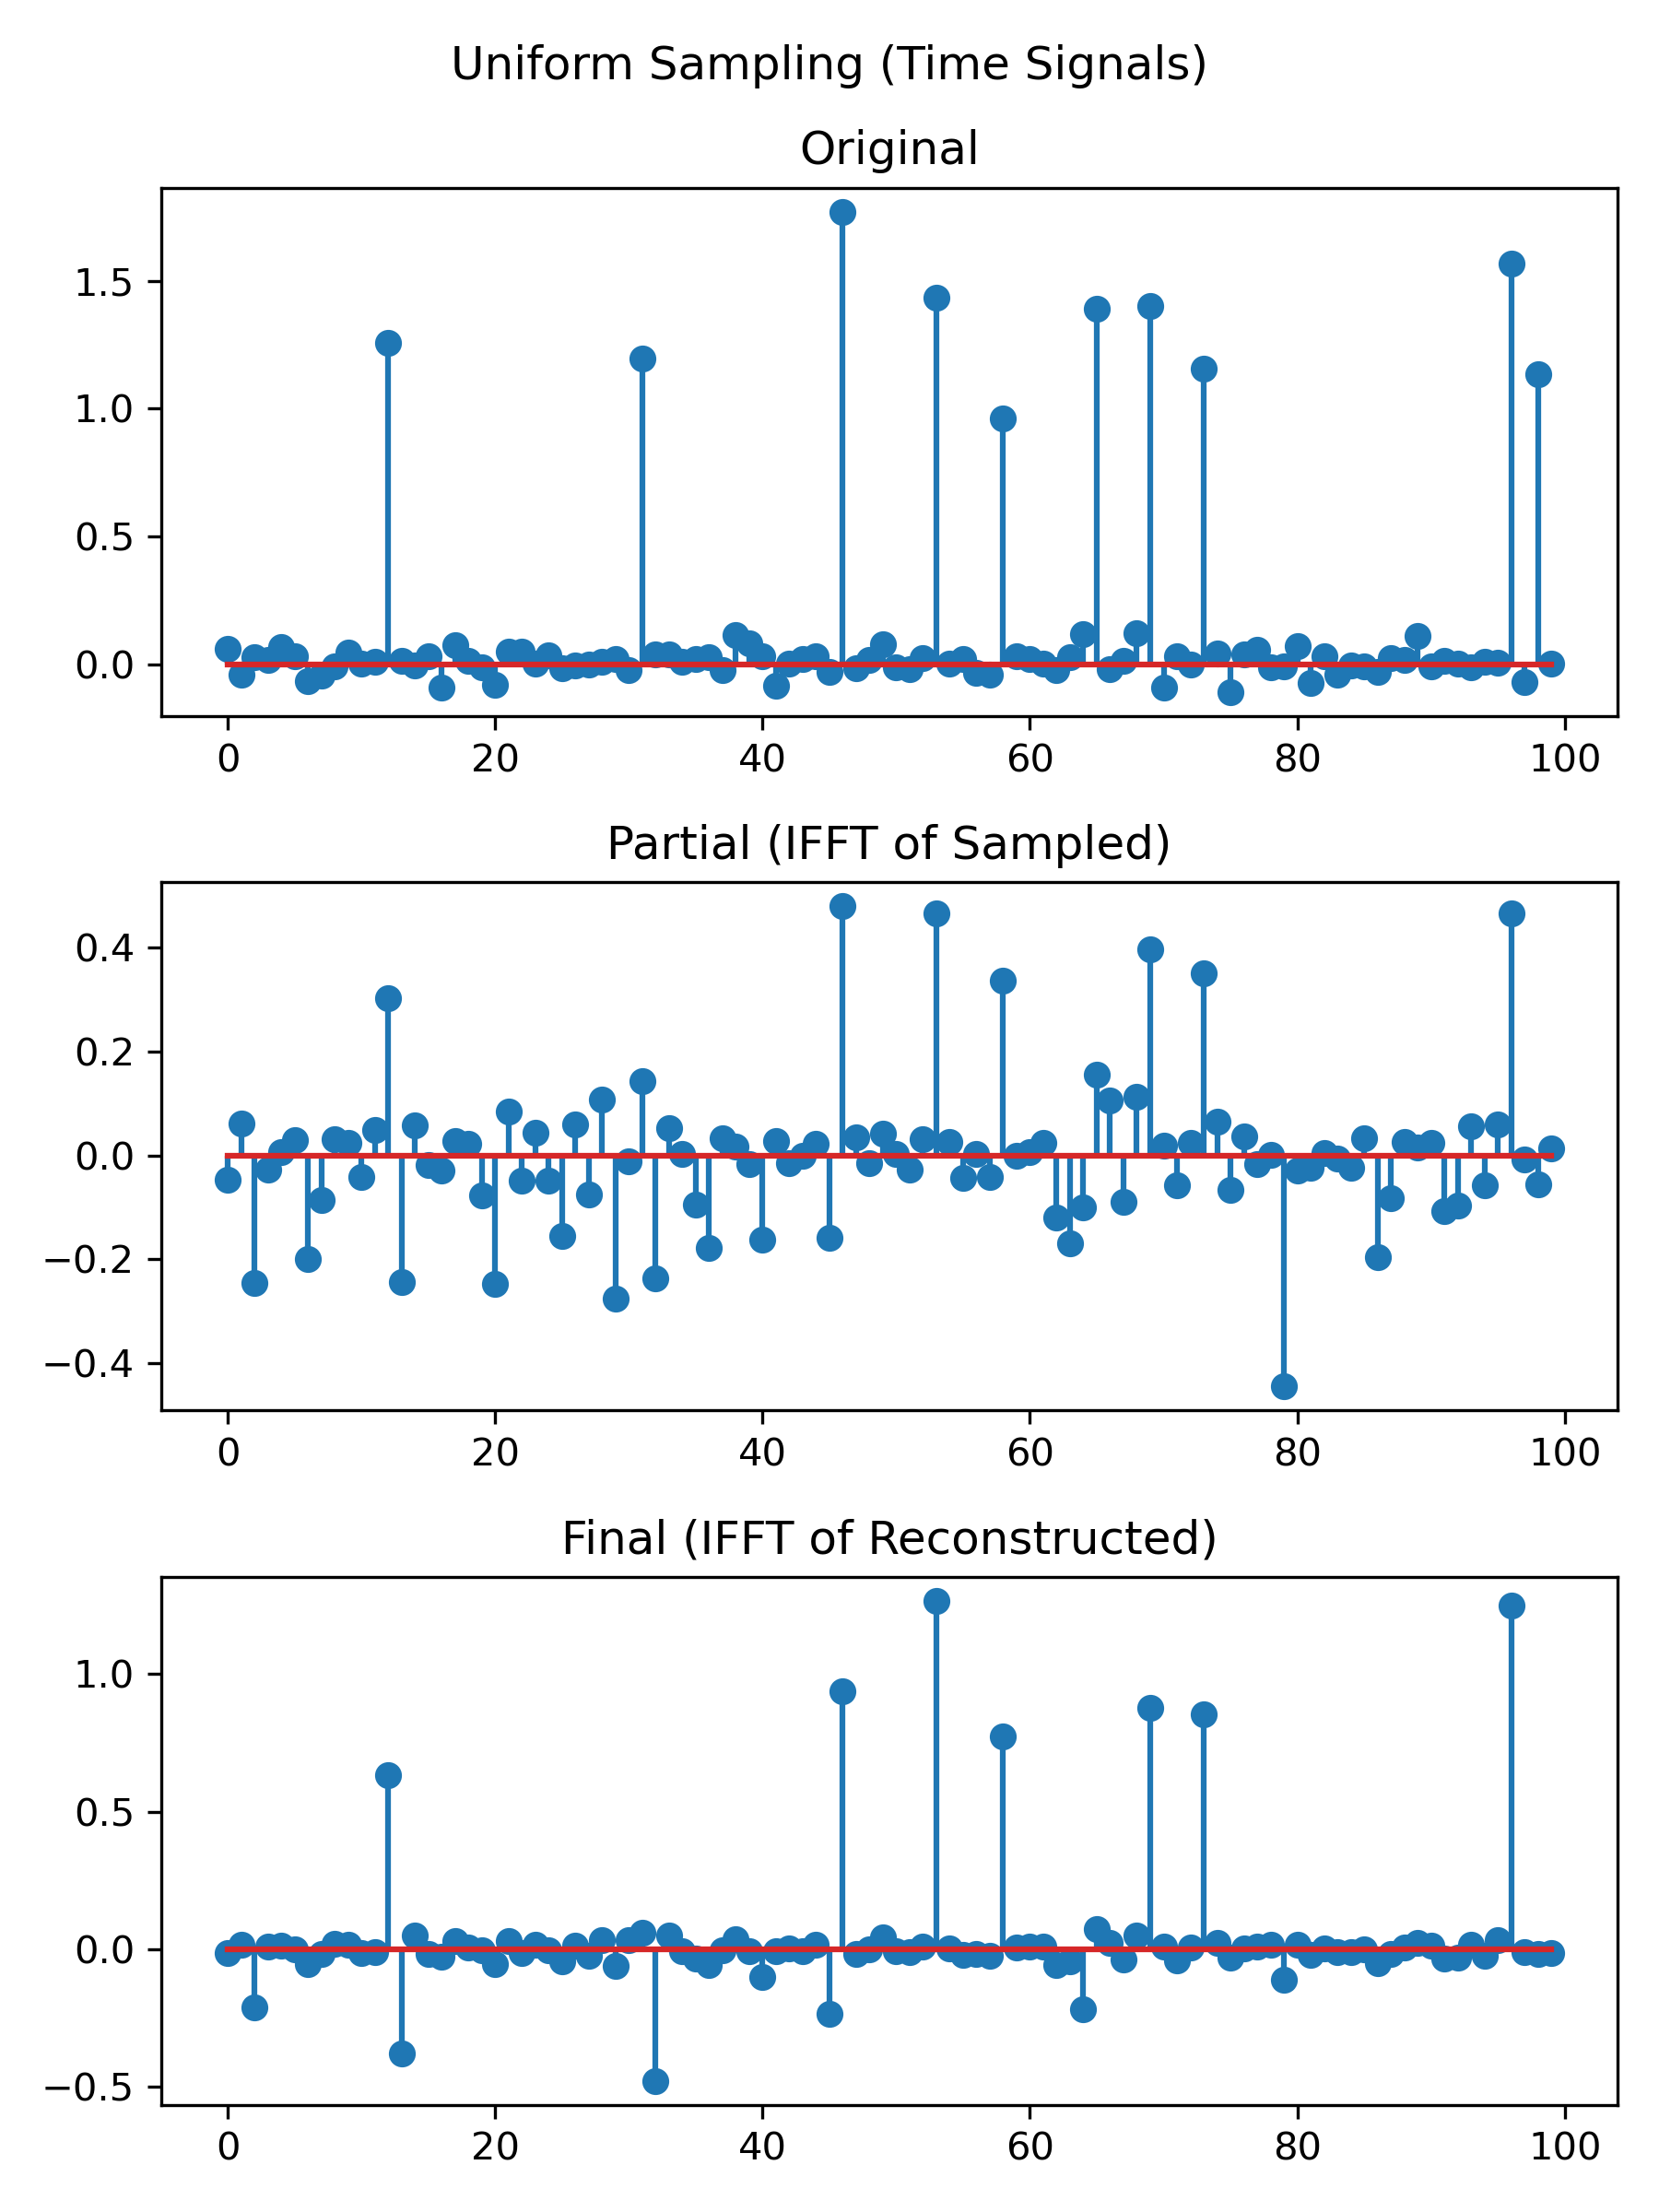 Uniform Sampling (Time Signals)
Original
1.5
1.0
0.5
0.0
0 20 40 60 80 100
Partial (IFFT of Sampled)
0.4
0.2
0.0
−0.2
−0.4
0 20 40 60 80 100
Final (IFFT of Reconstructed)
1.0
0.5
0.0
−0.5
0 20 40 60 80 100